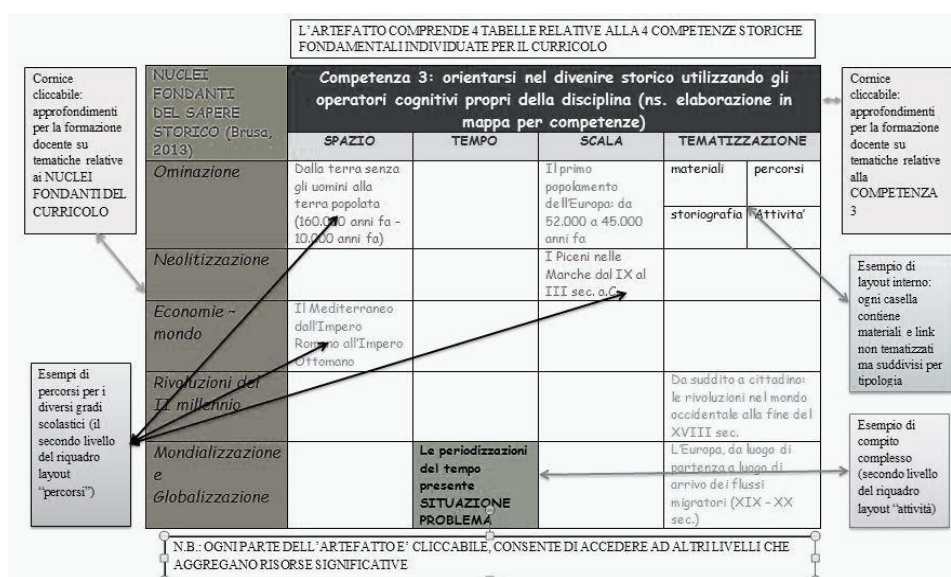 L'ARTEFATTO COMPRENDE 4 TABELLE RELATIVE ALLA 4 COMPETENZE STORICHE
FONDAMENTALI INDIVIDUATE PER IL CURRICOLO
Cornice
cliccabile:
approfondimenti
per la formazione
docente su
tematiche relative
ai NUCLEI
FONDANTI DEL
CURRICOLO
NUCLEI
FONDANTI
DEL SAPERE
STORICO (Brusa,
2013)
Competenza 3: orientarsi nel divenire storico utilizzando gli
operatori cognitivi propri della disciplina (ns. elaborazione in
mappa per competenze)
SPAZIO
TEMPO
SCALA
TEMATIZZAZIONE
Cornice
cliccabile:
approfondimenti
per la formazione
docente su
tematiche relative
alla
COMPETENZA
3
Ominazione
Dalla terra senza
gli uomini alla
terra popolata
(160.000 anni fa –
10.000 anni fa)
Il primo
popolamento
dell'Europa: da
52.000 a 45.000
anni fa
materiali
percorsi
storiografia
Attivita'
Neolitizzazione
I Piceni nelle
Marche dal IX al
III sec. a.C.
Esempio di
layout interno:
ogni casella
contiene
materiali e link
non tematizzati
ma suddivisi per
tipologia
Economie –
mondo
Il Mediterraneo
dall'Impero
Romano all'Impero
Ottomano
Esempi di
percorsi per i
diversi gradi
scolastici (il
secondo livello
del riquadro
layout
"percorsi")
Rivoluzioni del
II millennio
Da suddito a cittadino:
le rivoluzioni nel mondo
occidentale alla fine del
XVIII sec.
Mondializzazione
e
Globalizzazione
Le periodizzazioni
del tempo
presente
SITUAZIONE
PROBLEMA
L'Europa, da luogo di
partenza a luogo di
arrivo dei flussi
migratori (XIX – XX
sec.)
Esempio di
compito
complesso
(secondo livello
del riquadro
layout "attività")
N.B.: OGNI PARTE DELL'ARTEFATTO E' CLICCABILE, CONSENTE DI ACCEDERE AD ALTRI LIVELLI CHE
AGGREGANO RISORSE SIGNIFICATIVE